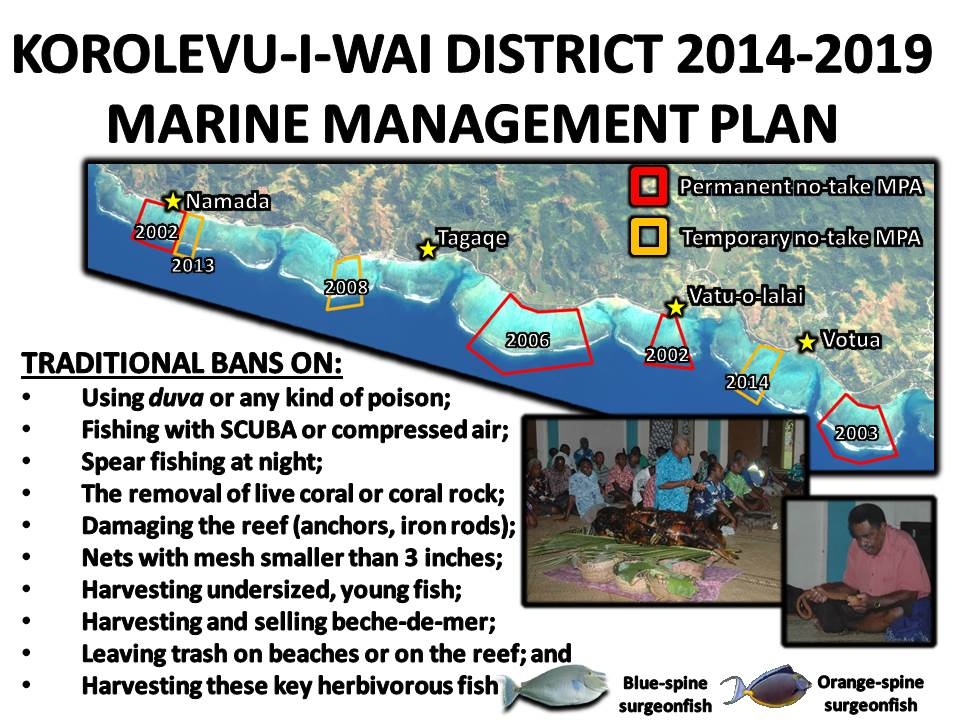 KOROLEVU-I-WAI DISTRICT 2014-2019
MARINE MANAGEMENT PLAN
Permanent no-take MPA
Temporary no-take MPA
Namada
2002
2013
Tagaqe
2008
Vatu-o-lalai
2006
2002
Votua
2014
2003
TRADITIONAL BANS ON:
• Using duva or any kind of poison;
• Fishing with SCUBA or compressed air;
• Spear fishing at night;
• The removal of live coral or coral rock;
• Damaging the reef (anchors, iron rods);
• Nets with mesh smaller than 3 inches;
• Harvesting undersized, young fish;
• Harvesting and selling beche-de-mer;
• Leaving trash on beaches or on the reef; and
• Harvesting these key herbivorous fish
Blue-spine
surgeonfish
Orange-spine
surgeonfish